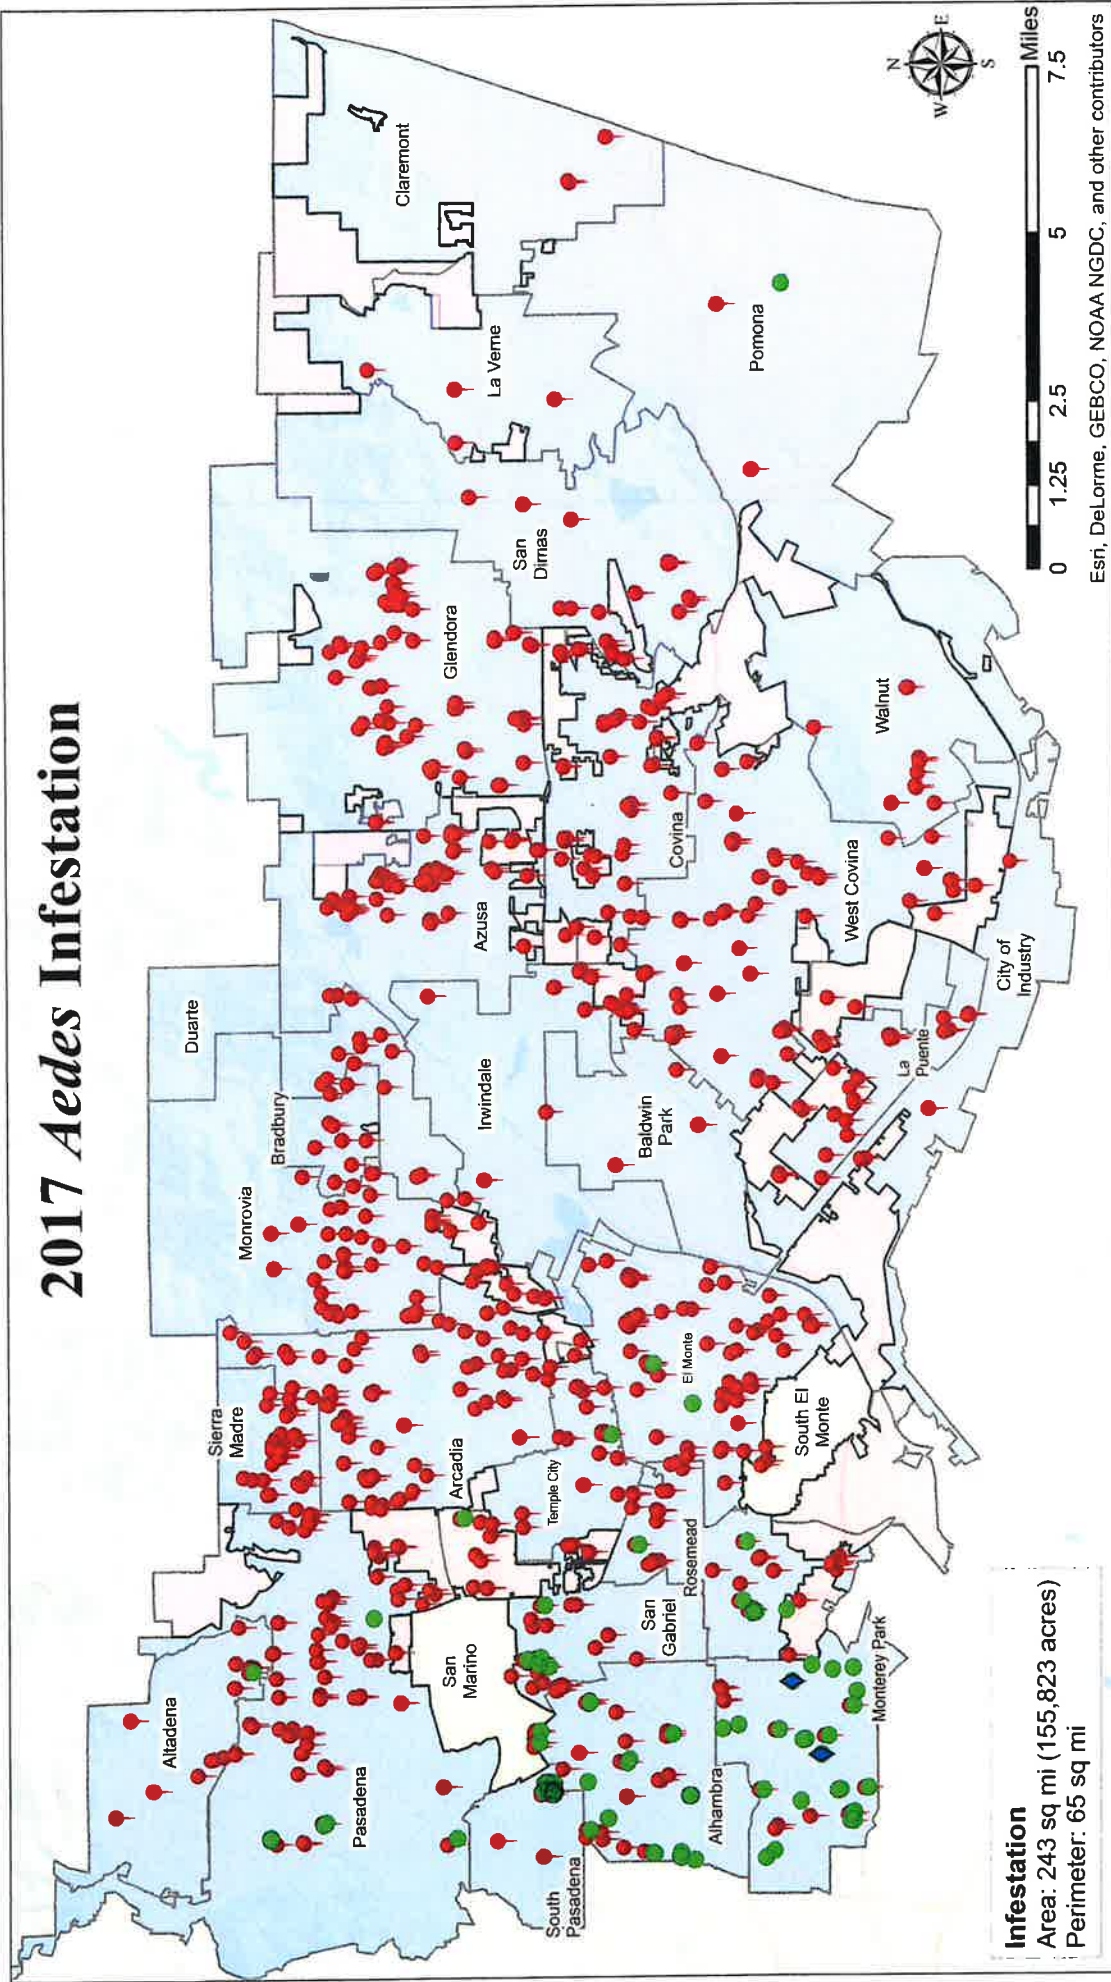 2017 Aedes Infestation
Duarte
Bradbury
Monrovia
Sierra
Madre
Altadena
Claremont
Glendora
La Verne
San
Dimas
Azusa
Irwindale
Arcadia
Pasadena
San
Marino
Temple City
Covina
Baldwin
Park
El Monte
Rosemead
San
Gabriel
South
Pasadena
Alhambra
Pomona
Walnut
West Covina
La
Puente
City of
Industry
South El
Monte
Monterey Park
N
E
S
W
Miles
0 1.25 2.5 5 7.5
Esri, DeLorme, GEBCO, NOAA NGDC, and other contributors
Infestation
Area: 243 sq mi (155,823 acres)
Perimeter: 65 sq mi